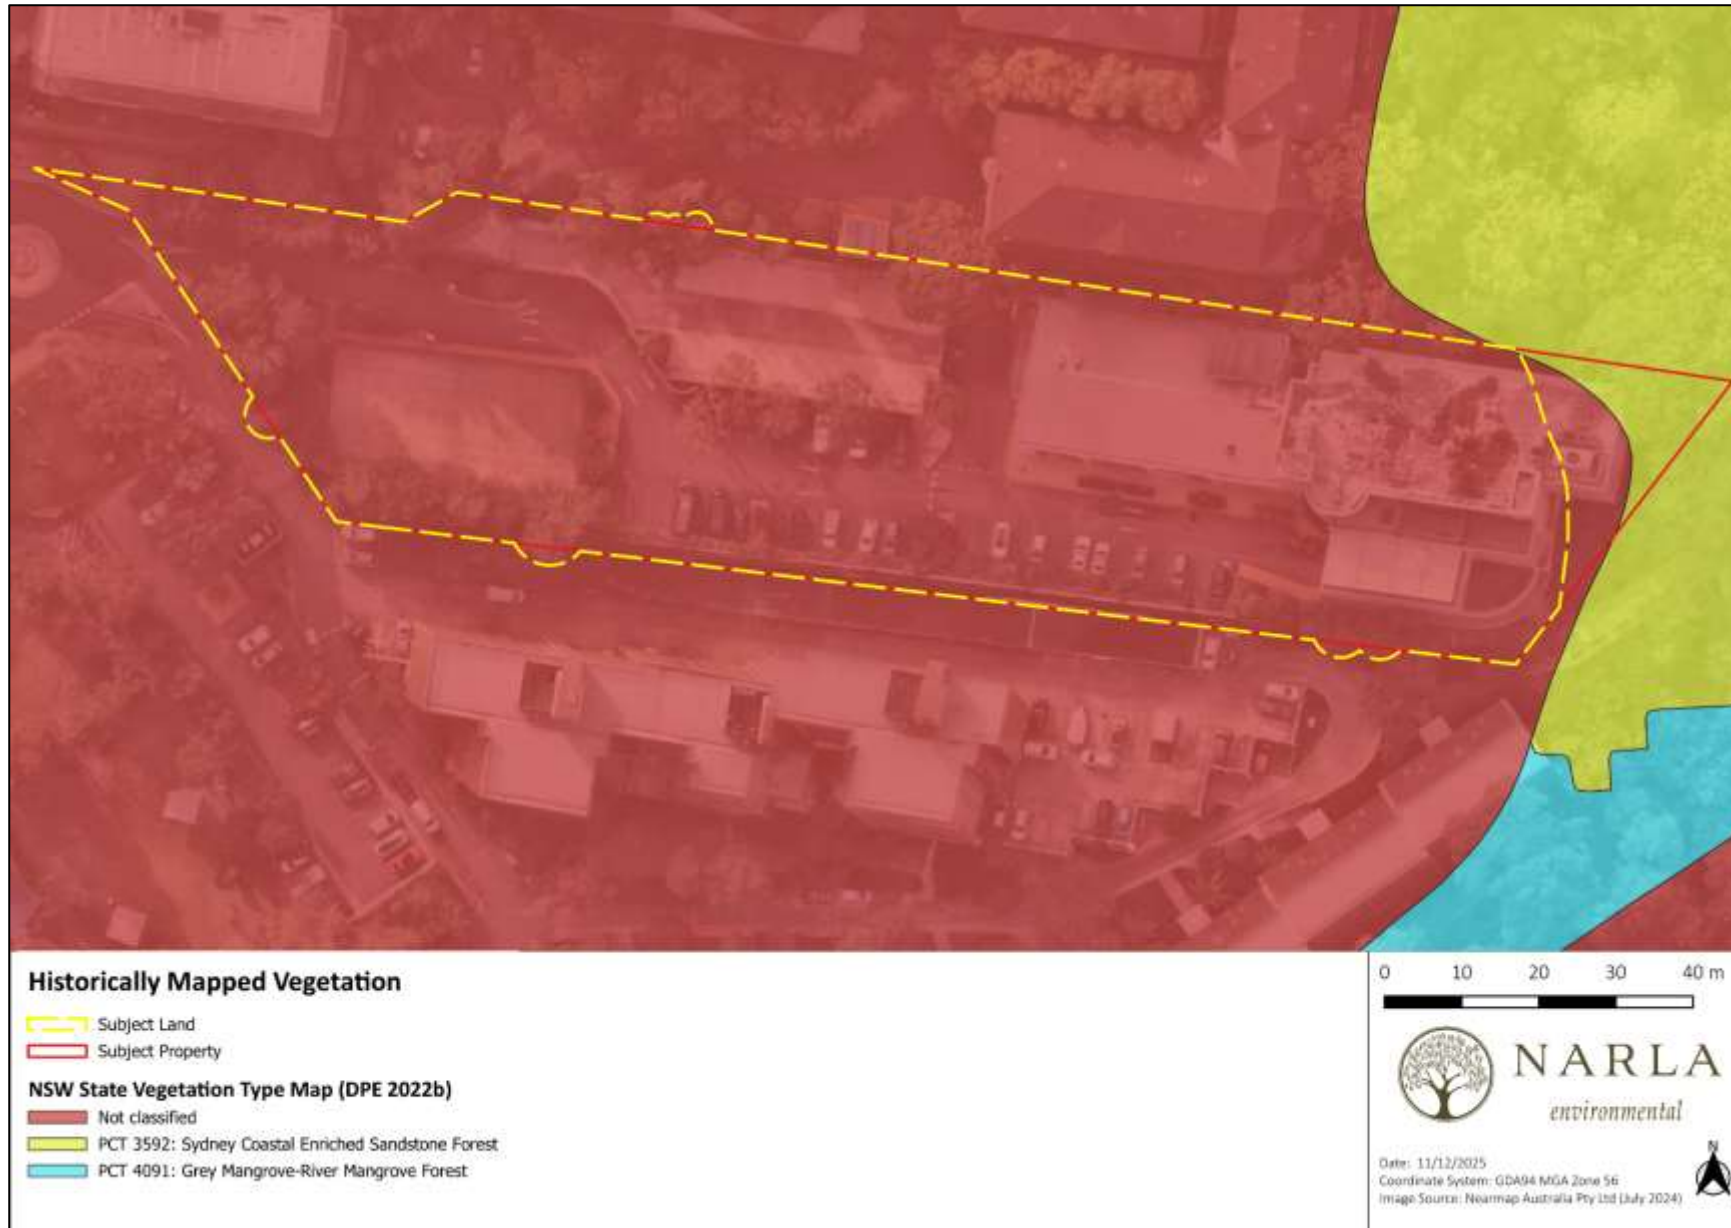 Historically Mapped Vegetation
Subject Land
Subject Property
NSW State Vegetation Type Map (DPE 2022b)
Not classified
PCT 3592: Sydney Coastal Enriched Sandstone Forest
PCT 4091: Grey Mangrove-River Mangrove Forest
0 10 20 30 40 m
NARLA
environmental
N
Date: 11/12/2025
Coordinate System: GDA94 MGA Zone 56
Image Source: Nearmap Australia Pty Ltd (July 2024)